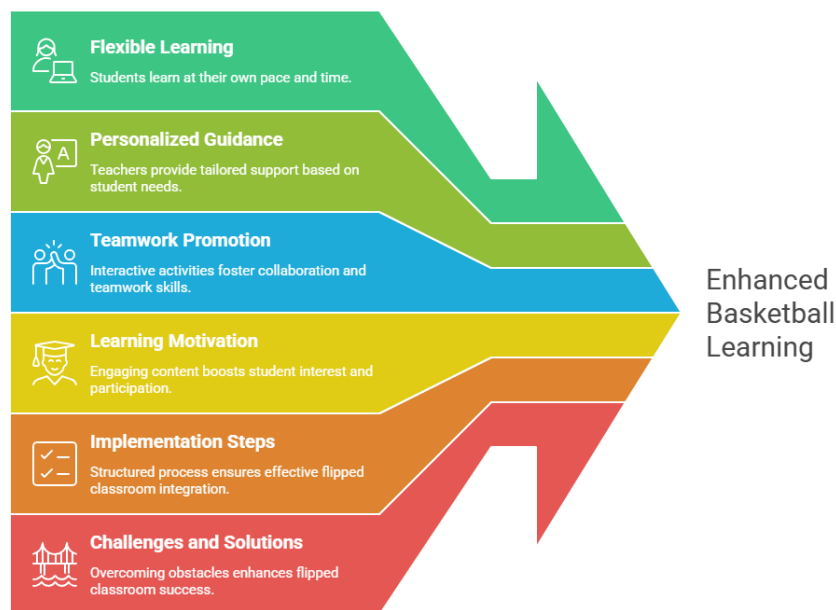 Flexible Learning
Students learn at their own pace and time.
A
Personalized Guidance
Teachers provide tailored support based on
student needs.
Teamwork Promotion
Interactive activities foster collaboration and
teamwork skills.
Learning Motivation
Engaging content boosts student interest and
participation.
Implementation Steps
Structured process ensures effective flipped
classroom integration.
Challenges and Solutions
Overcoming obstacles enhances flipped
classroom success.
Enhanced
Basketball
Learning